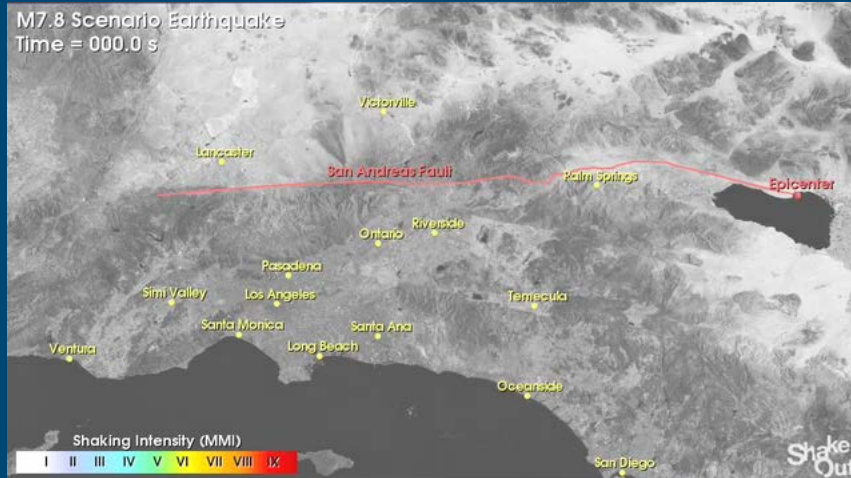 M7.8 Scenario Earthquake
Time = 000.0 s
Victorville
Lancaster
San Andreas Fault
Palm Springs
Epicenter
Riverside
Ontario
Pasadena
Simi Valley
Los Angeles
Temecula
Santa Monica
Santa Ana
Long Beach
Ventura
Oceanside
Shaking Intensity (MMI)
I II III IV V VI VII VIII IX
San Diego
Shake
Out